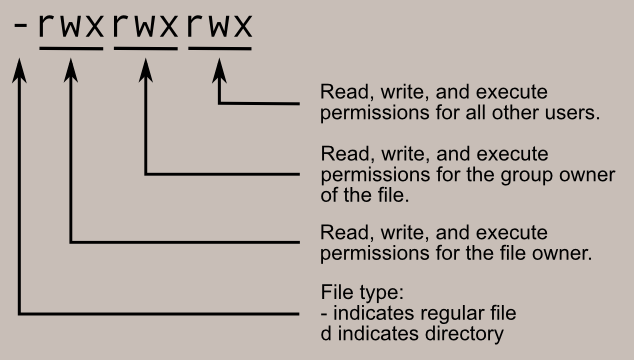 -rwxrwxrwx
Read, write, and execute
permissions for all other users.
Read, write, and execute
permissions for the group owner
of the file.
Read, write, and execute
permissions for the file owner.
File type:
- indicates regular file
d indicates directory